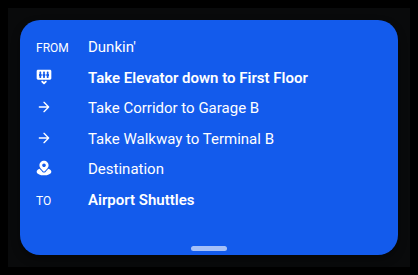 FROM Dunkin'
Take Elevator down to First Floor
Take Corridor to Garage B
Take Walkway to Terminal B
Destination
TO Airport Shuttles